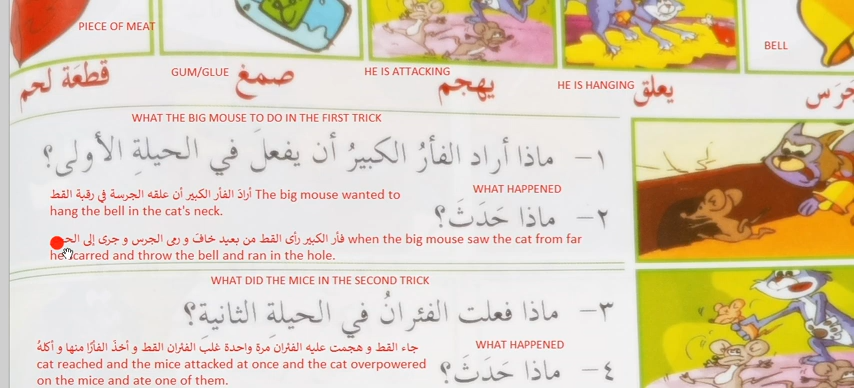 PIECE OF MEAT
GUM/GLUE
HE IS ATTACKING
HE IS HANGING
BELL
قطعَة لحم
صمغ
يهجم
يعلق
جَرَس
WHAT THE BIG MOUSE TO DO IN THE FIRST TRICK
١- ماذا أراد الفأرُ الكبيرُ أن يفعلَ في الحيلةِ الأولى؟
أرادَ الفأر الكبير أن علقه الجرسة في رقبة القط The big mouse wanted to
hang the bell in the cat's neck.
WHAT HAPPENED
٢- ماذا حَدَثَ؟
فأر الكبير رأى القط من بعيد خافَ و رمى الجرس و جرى إلى when the big mouse saw the cat from far
he carred and throw the bell and ran in the hole.
WHAT DID THE MICE IN THE SECOND TRICK
٣- ماذا فعلت الفئرانُ في الحيلةِ الثانيةِ؟
جاء القط و هجمت عليه الفئران مرة واحدة غلبَ الفئران القط و أخذَ الفأرًا منها و أكلهُ
cat reached and the mice attacked at once and the cat overpowered
on the mice and ate one of them.
WHAT HAPPENED
٤- ماذا حَدَثَ؟